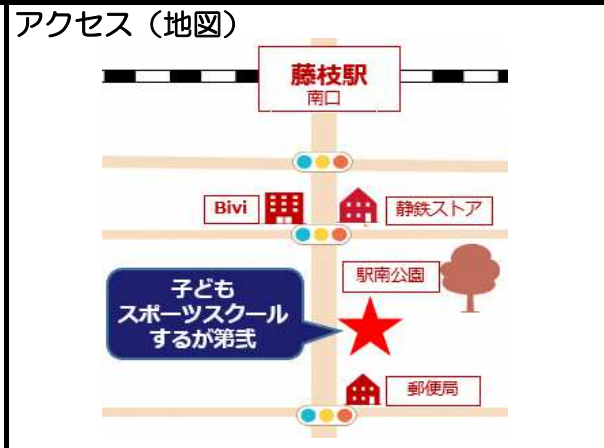 アクセス（地図）
藤枝駅
南口
Bivi
静鉄ストア
駅南公園
子ども
スポーツスクール
するが第弐
郵便局